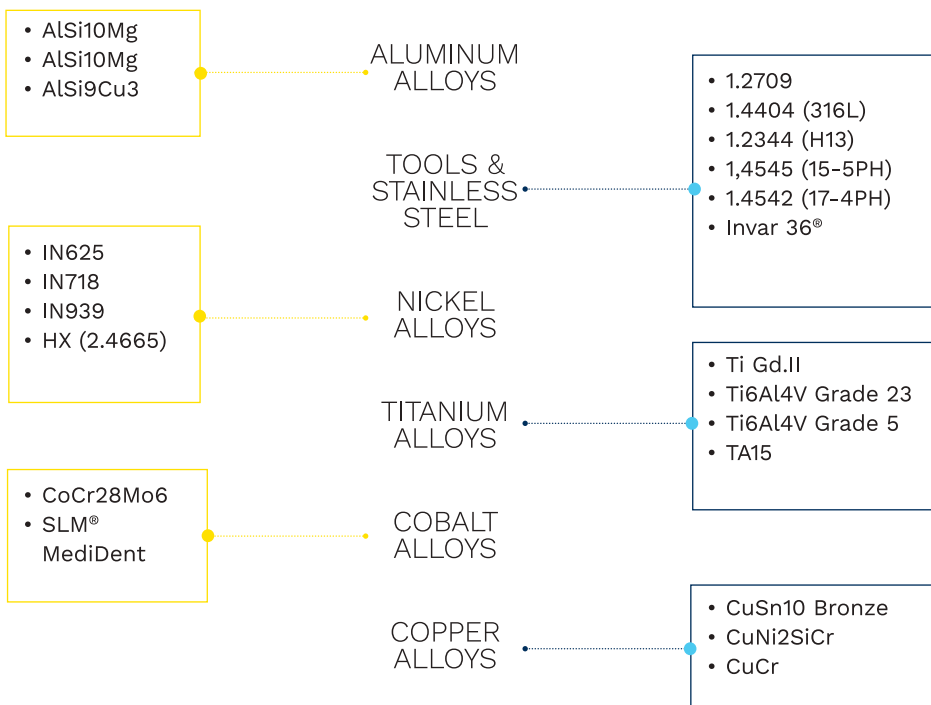 • AlSi10Mg
• AlSi10Mg
• AlSi9Cu3
ALUMINUM
ALLOYS
• 1.2709
• 1.4404 (316L)
• 1.2344 (H13)
• 1,4545 (15-5PH)
• 1.4542 (17-4PH)
• Invar 36®
TOOLS &
STAINLESS
STEEL
• IN625
• IN718
• IN939
• HX (2.4665)
NICKEL
ALLOYS
• Ti Gd.II
• Ti6Al4V Grade 23
• Ti6Al4V Grade 5
• TA15
TITANIUM
ALLOYS
• CoCr28Mo6
• SLM®
MediDent
COBALT
ALLOYS
• CuSn10 Bronze
• CuNi2SiCr
• CuCr
COPPER
ALLOYS